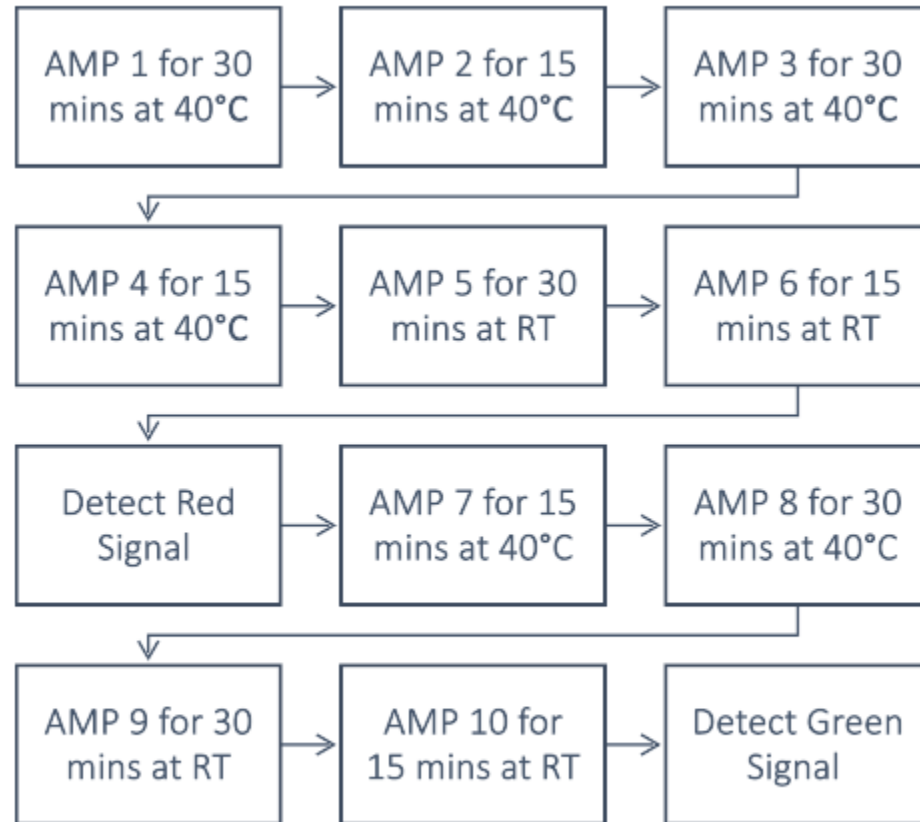 AMP 1 for 30
mins at 40°C
AMP 2 for 15
mins at 40°C
AMP 3 for 30
mins at 40°C
AMP 4 for 15
mins at 40°C
AMP 5 for 30
mins at RT
AMP 6 for 15
mins at RT
Detect Red
Signal
AMP 7 for 15
mins at 40°C
AMP 8 for 30
mins at 40°C
AMP 9 for 30
mins at RT
AMP 10 for
15 mins at RT
Detect Green
Signal